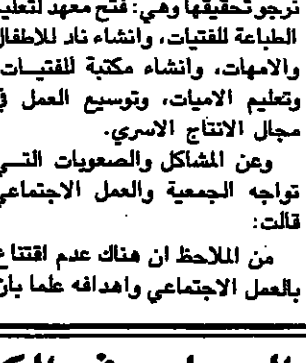 نرجو تحقيقها وهي: فتح معهد لتعليم
الطباعة للفتيات، وانشاء ناد للاطفال
والامهات، وانشاء مكتبة للفتيــات
وتعليم الاميات، وتوسيع العمل في
مجال الانتاج الاسري.
وعن المشاكل والصعوبات التــي
تواجه الجمعية والعمل الاجتماعي
قالت:
من الملاحظ ان هناك عدم اقتناع
بالعمل الاجتماعي واهدافه علما بان